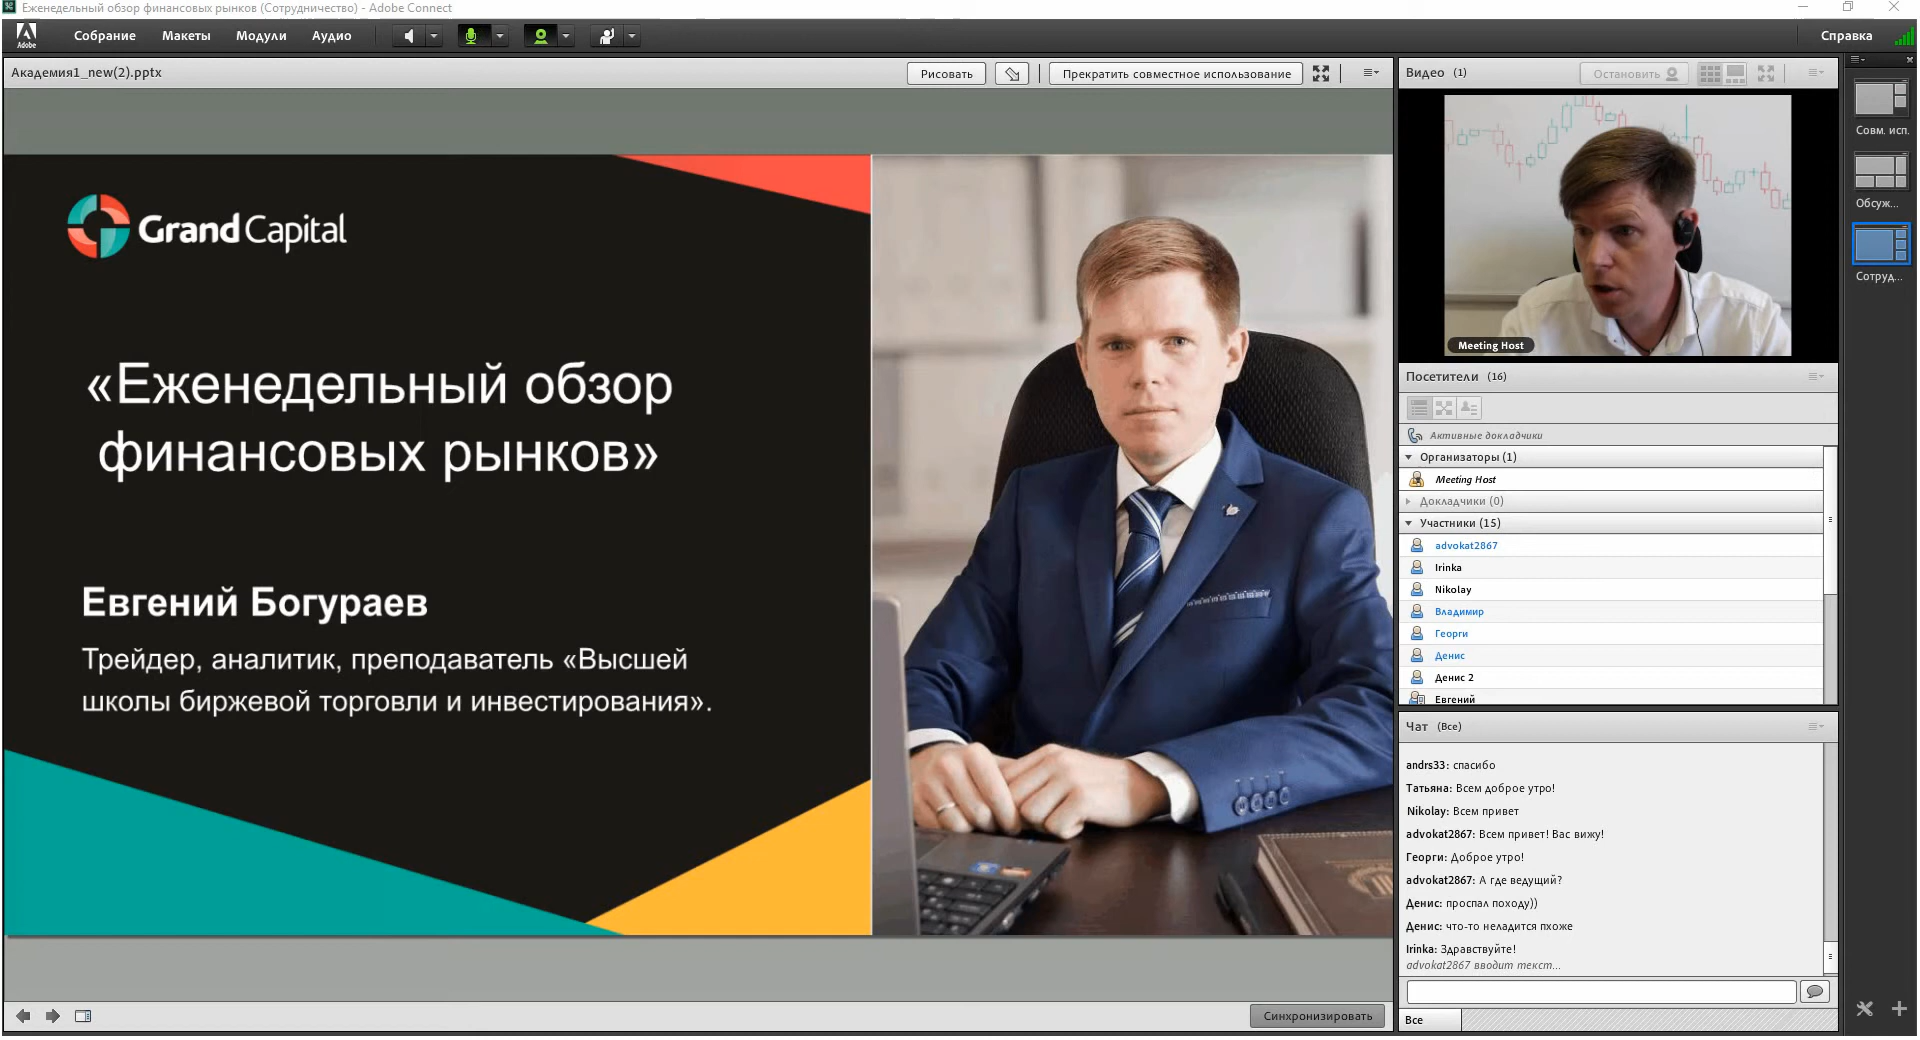 Еженедельный обзор финансовых рынков (Сотрудничество) - Adobe Connect
Adobe
Собрание
Макеты
Модули
Аудио
Справка
Академия1_new(2).pptx
Рисовать
Прекратить совместное использование
Grand Capital
«Еженедельный обзор
финансовых рынков»
Евгений Богураев
Трейдер, аналитик, преподаватель «Высшей
школы биржевой торговли и инвестирования».
Синхронизировать
Видео (1)
Остановить
Meeting Host
Посетители (16)
Активные докладчики
Организаторы (1)
Meeting Host
Докладчики (0)
Участники (15)
advokat2867
Irinka
Nikolay
Владимир
Георги
Денис
Денис 2
Евгений
Чат (Все)
andrs33: спасибо
Татьяна: Всем доброе утро!
Nikolay: Всем привет
advokat2867: Всем привет! Вас вижу!
Георги: Доброе утро!
advokat2867: А где ведущий?
Денис: проспал походу))
Денис: что-то неладится пхоже
Irinka: Здравствуйте!
advokat2867 вводит текст...
Все
Совм. исп.
Обсуж...
Сотруд...